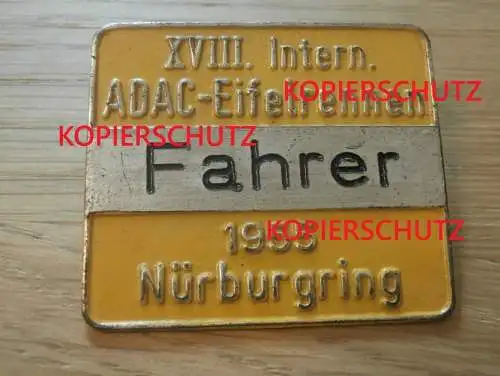 XVIII. Intern.
KOPIERSCHUTZ
ADAC-Eifelrennen
KOPIERSCHUTZ
Fahrer
KOPIERSCHUTZ
Nürburgring